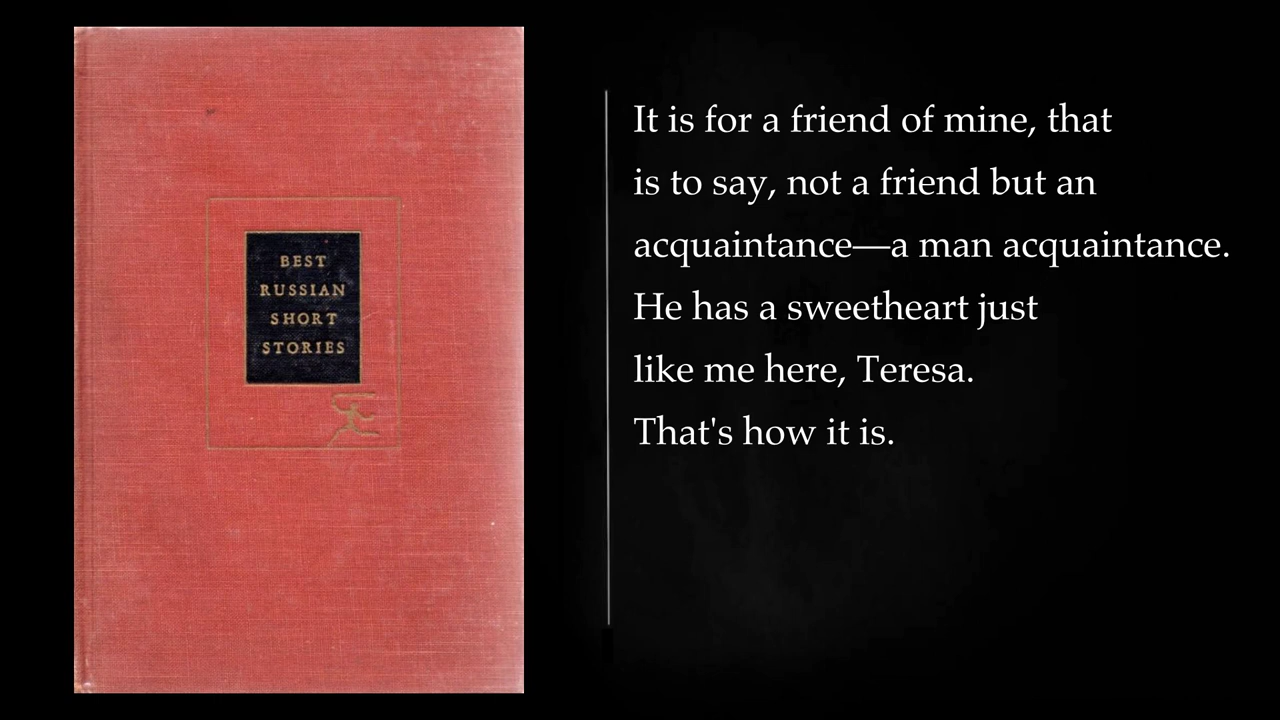 BEST
RUSSIAN
SHORT
STORIES
It is for a friend of mine, that
is to say, not a friend but an
acquaintance—a man acquaintance.
He has a sweetheart just
like me here, Teresa.
That's how it is.